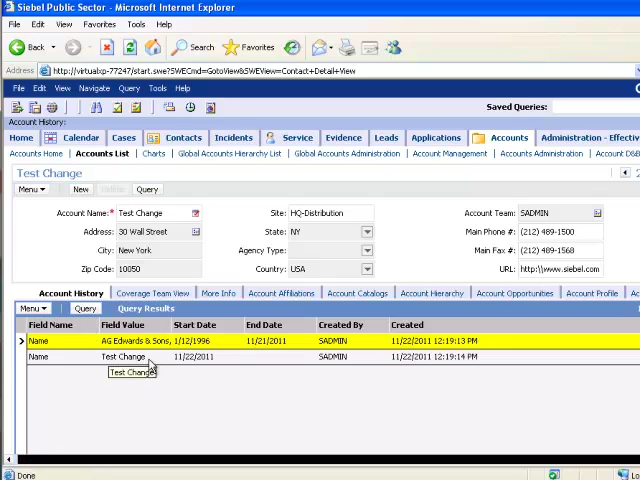 Siebel Public Sector - Microsoft Internet Explorer
File Edit View Favorites Tools Help
Back Search Favorites
Address http://virtualxp-77247/start.swe?SWECmd=GotoView&SWEView=Contact+Detail+View
File Edit View Navigate Query Tools Help
Saved Queries:
Account History:
Home Calendar Cases Contacts Incidents Service Evidence Leads Applications Accounts Administration - Effectiv
Accounts Home Accounts List Charts Global Accounts Hierarchy List Global Accounts Administration Account Management Accounts Administration Account D&B
Test Change
Menu New Delete Query
Account Name:* Test Change Site: HQ-Distribution Account Team: SADMIN
Address: 30 Wall Street State: NY Main Phone #: (212) 489-1500
City: New York Agency Type: Main Fax #: (212) 489-1568
Zip Code: 10050 Country: USA URL: http://www.siebel.com
Account History Coverage Team View More Info Account Affiliations Account Catalogs Account Hierarchy Account Opportunities Account Profile
Menu Query Query Results
Field Name Field Value Start Date End Date Created By Created
Name AG Edwards & Sons, 1/12/1996 11/21/2011 SADMIN 11/22/2011 12:19:13 PM
Name Test Change 11/22/2011 SADMIN 11/22/2011 12:19:14 PM
Test Change
Done Lo